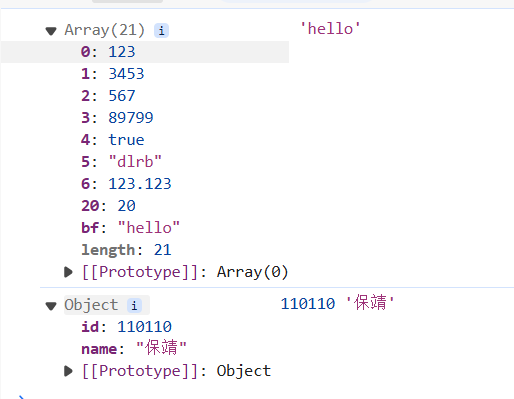 Array(21) i 'hello'
0: 123
1: 3453
2: 567
3: 89799
4: true
5: "dlrb"
6: 123.123
20: 20
bf: "hello"
length: 21
[[Prototype]]: Array(0)
Object i 110110 '保靖'
id: 110110
name: "保靖"
[[Prototype]]: Object